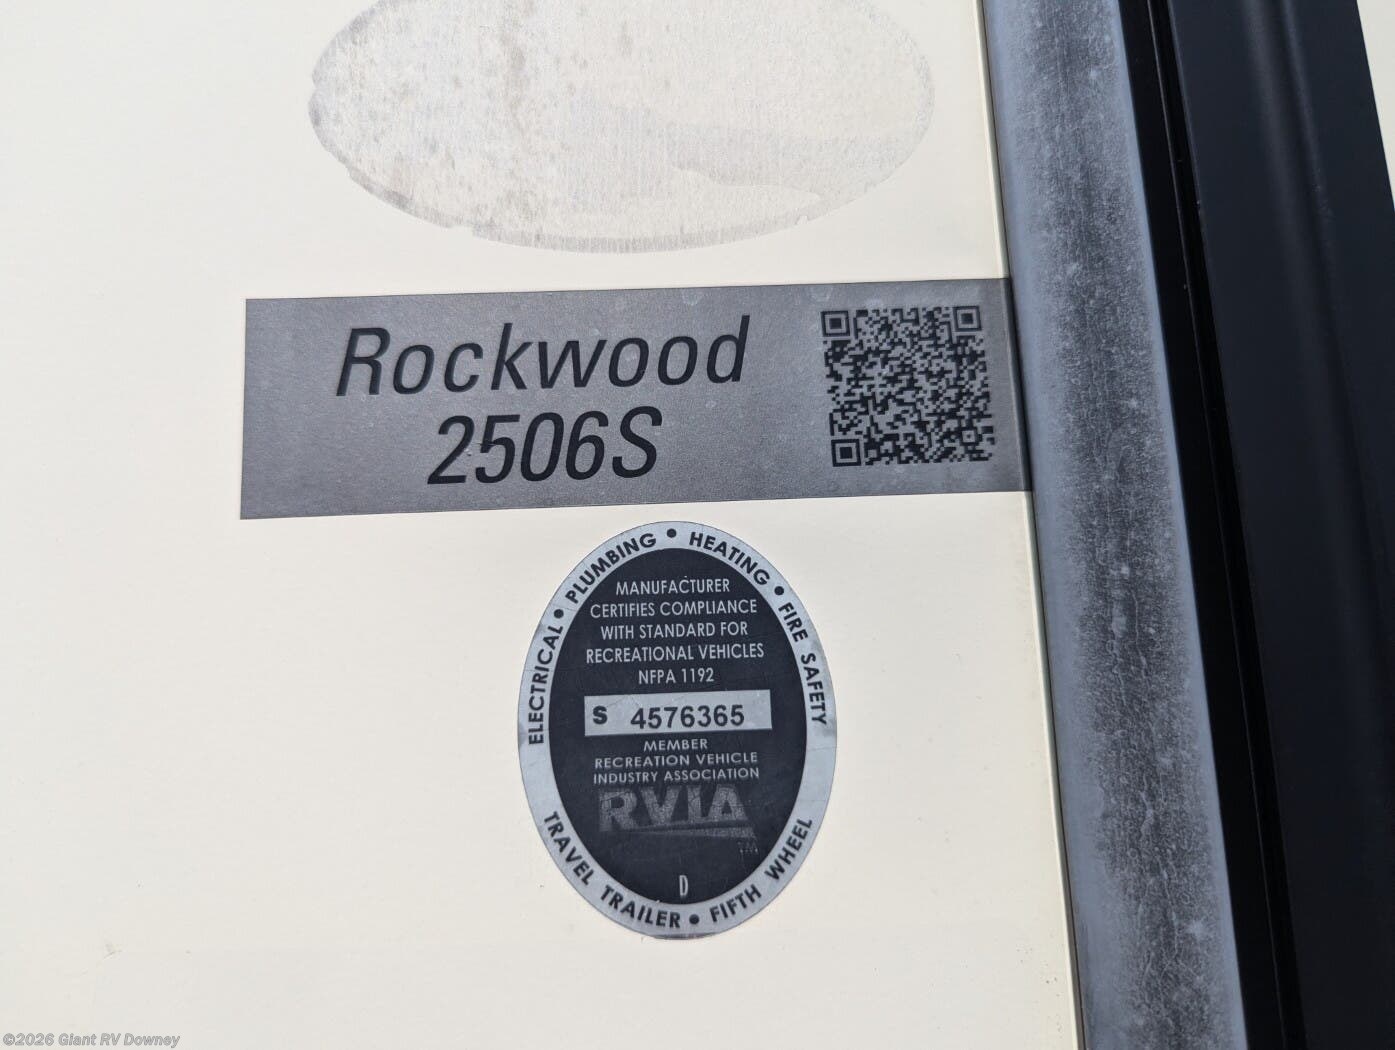 Rockwood
2506S
ELECTRICAL • PLUMBING • HEATING • FIRE SAFETY
MANUFACTURER
CERTIFIES COMPLIANCE
WITH STANDARD FOR
RECREATIONAL VEHICLES
NFPA 1192
S 4576365
MEMBER
RECREATION VEHICLE
INDUSTRY ASSOCIATION
RVIA
TM
D
TRAVEL TRAILER • FIFTH WHEEL
©2026 Giant RV Downey